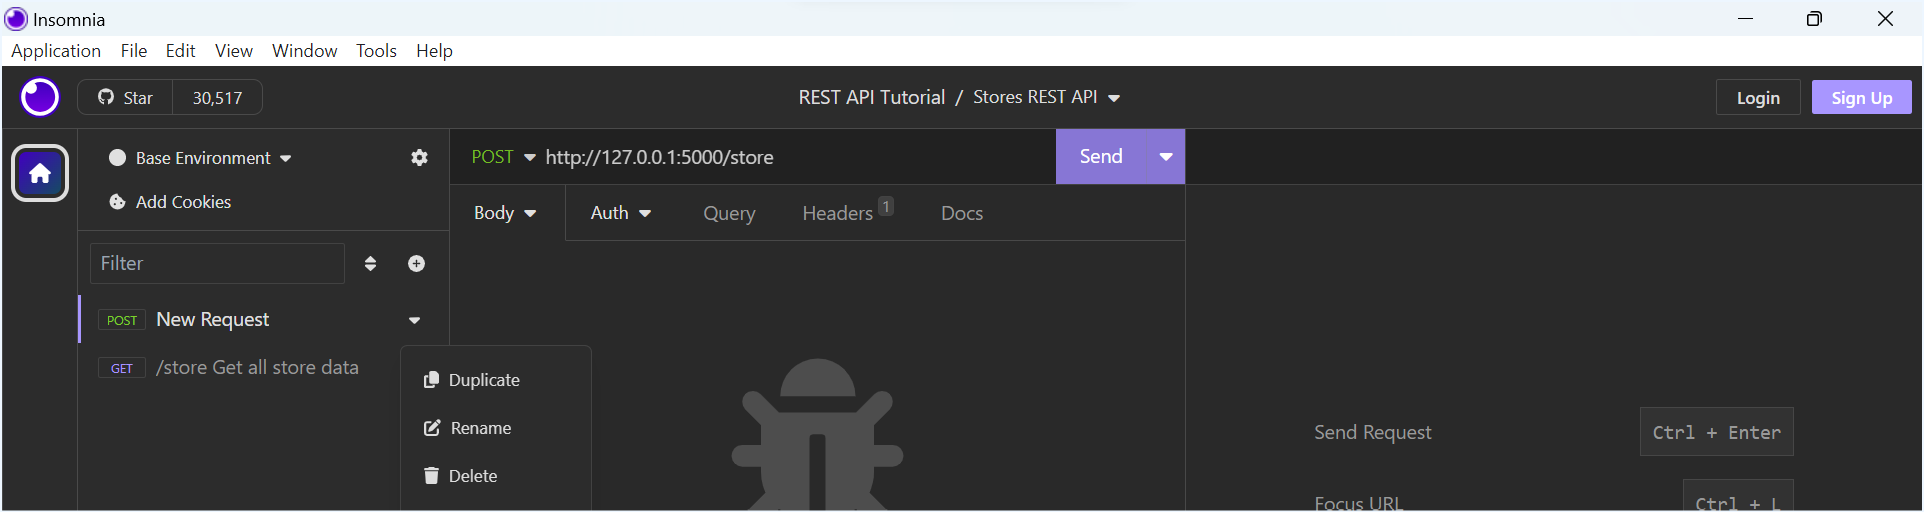 Insomnia
Application File Edit View Window Tools Help
Star 30,517 REST API Tutorial / Stores REST API Login Sign Up
Base Environment POST http://127.0.0.1:5000/store Send
Add Cookies Body Auth Query Headers 1 Docs
Filter
POST New Request
GET /store Get all store data
Duplicate
Rename
Send Request Ctrl + Enter
Delete
Focus URL Ctrl + L